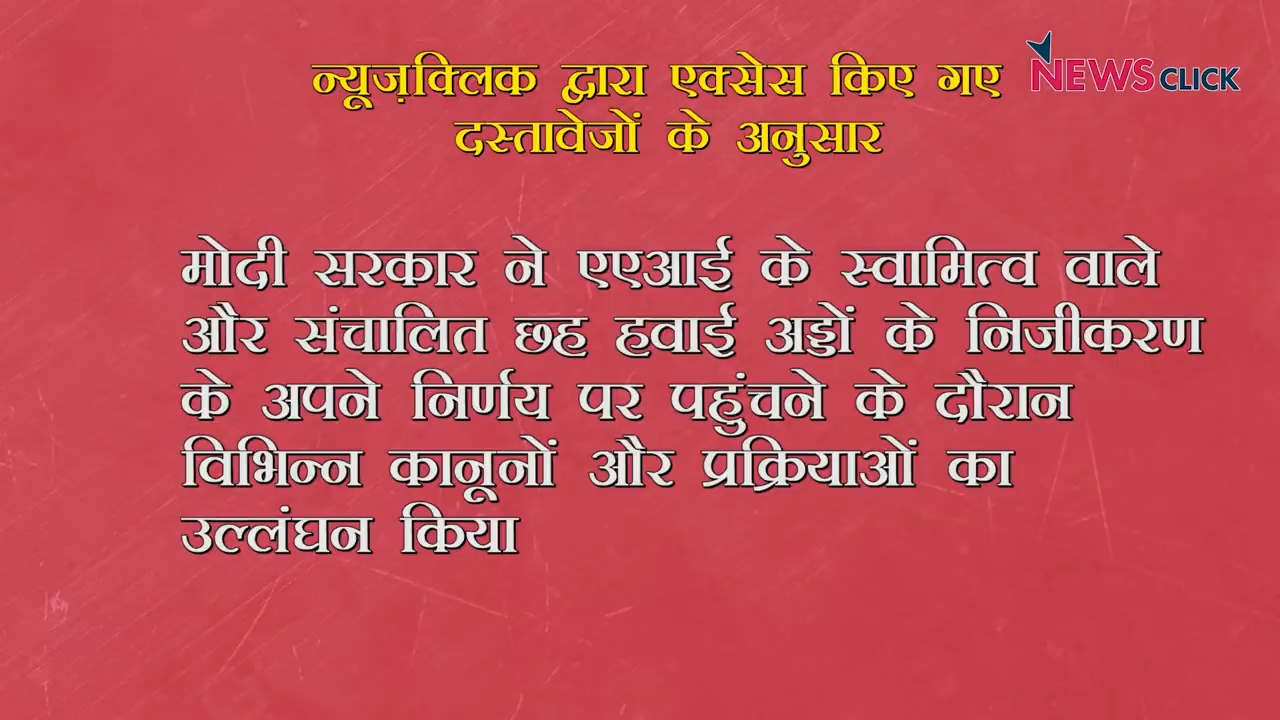 न्यूज़क्लिक द्वारा एक्सेस किए गए
NEWSCLICK
दस्तावेजों के अनुसार
मोदी सरकार ने एएआई के स्वामित्व वाले
और संचालित छह हवाई अड्डों के निजीकरण
के अपने निर्णय पर पहुंचने के दौरान
विभिन्न कानूनों और प्रक्रियाओं का
उल्लंघन किया